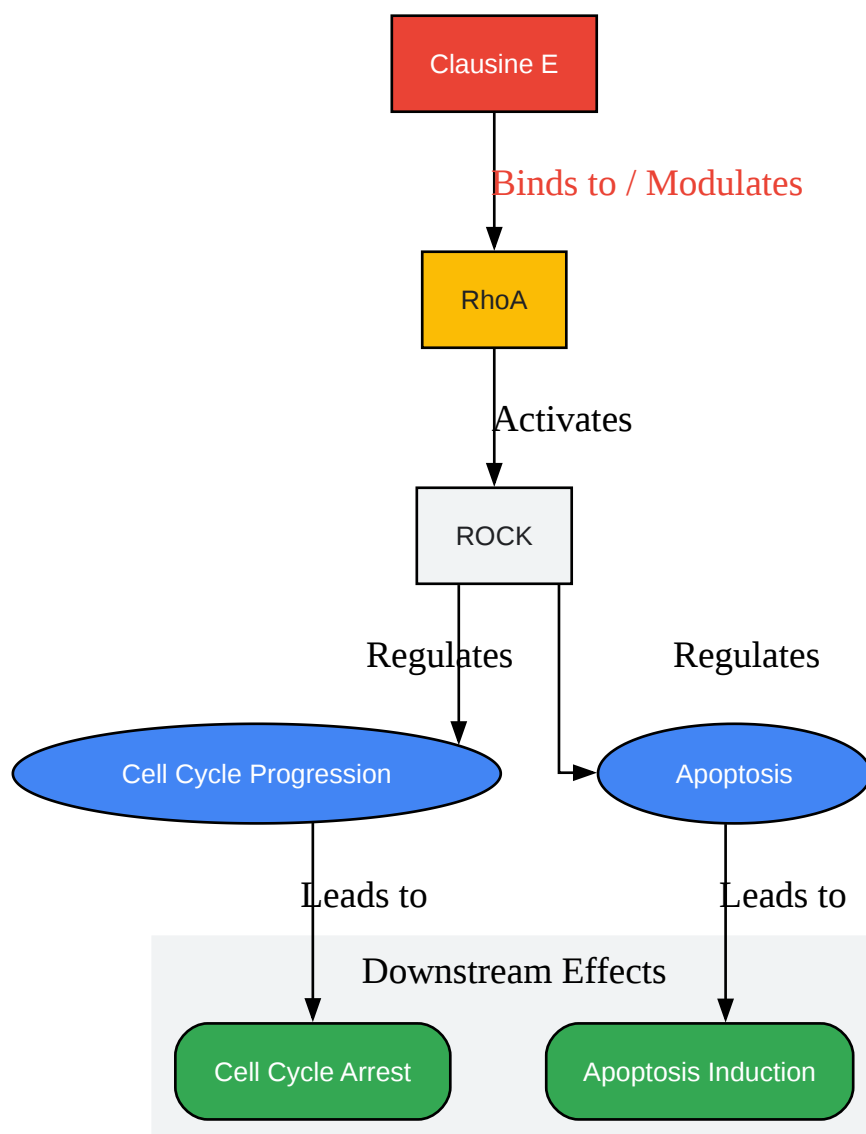 Clausine E
Binds to / Modulates
RhoA
Activates
ROCK
Regulates
Regulates
Cell Cycle Progression
Apoptosis
Leads to
Leads to
Downstream Effects
Cell Cycle Arrest
Apoptosis Induction